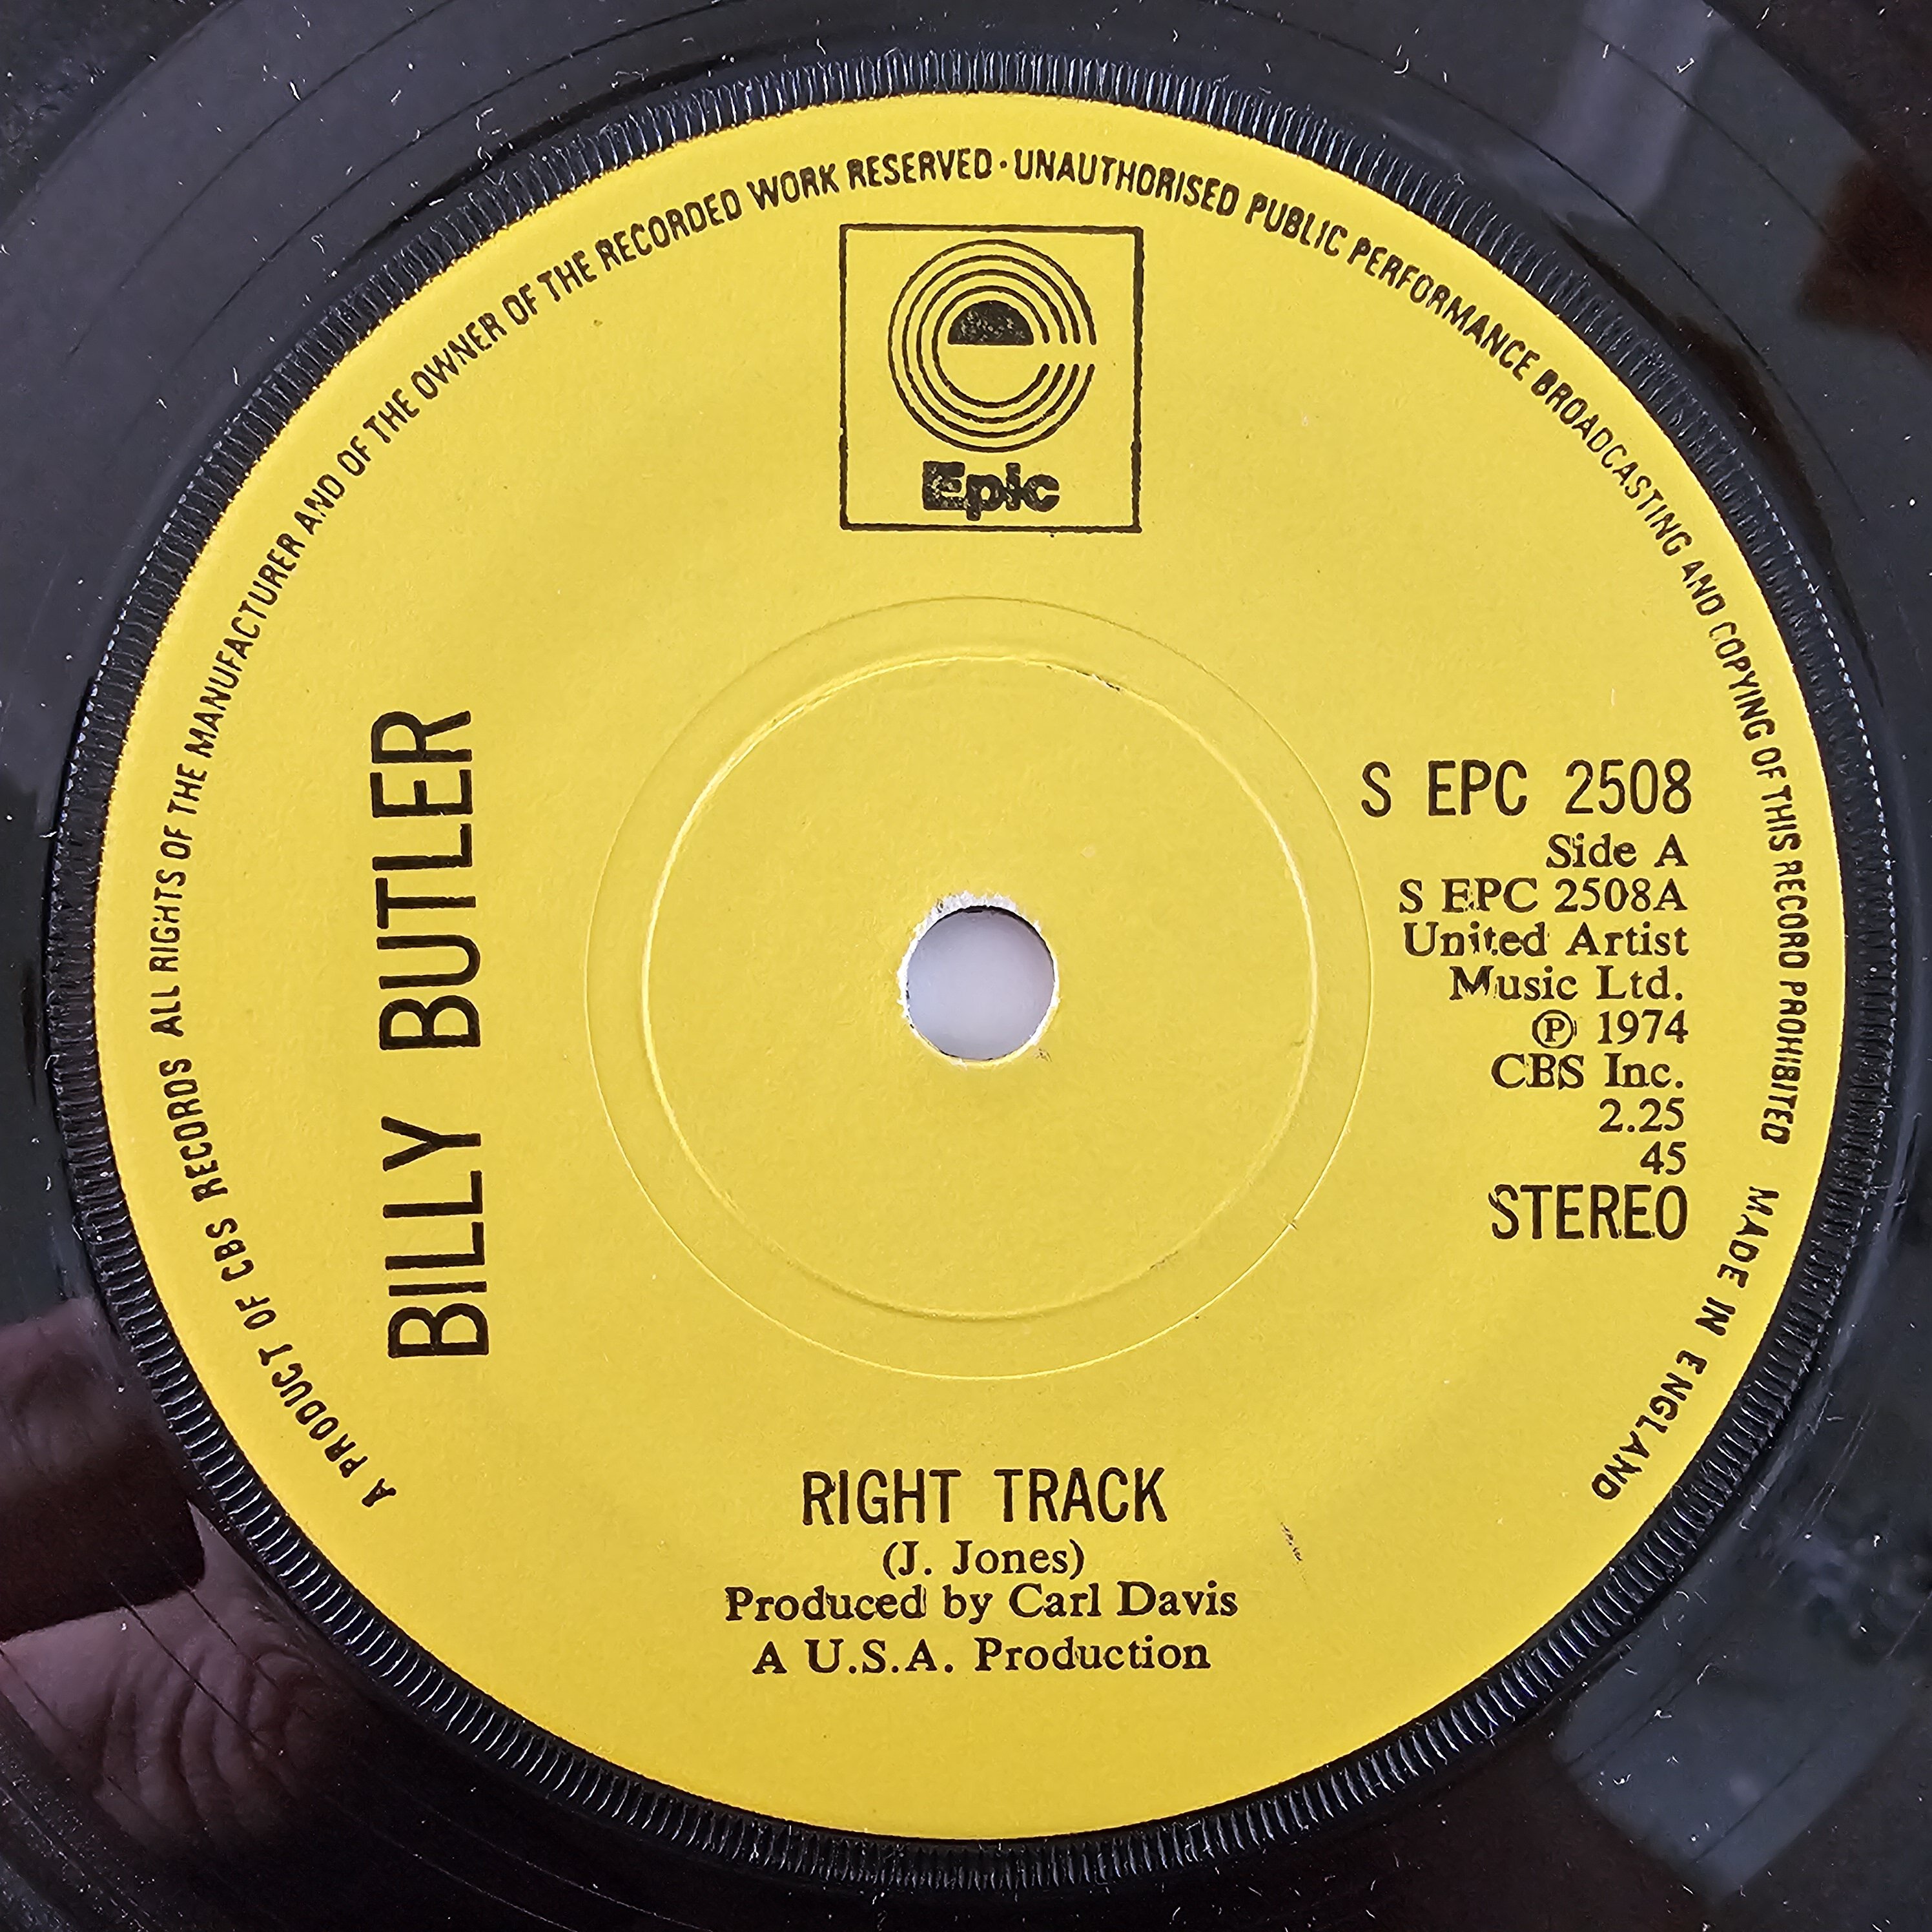 A PRODUCT OF CBS RECORDS ALL RIGHTS OF THE MANUFACTURER AND OF THE OWNER OF THE RECORDED WORK RESERVED · UNAUTHORISED PUBLIC PERFORMANCE BROADCASTING AND COPYING OF THIS RECORD PROHIBITED MADE IN ENGLAND
Epic
BILLY BUTLER
S EPC 2508
Side A
S EPC 2508A
United Artist
Music Ltd.
Ⓟ 1974
CBS Inc.
2.25
45
STEREO
RIGHT TRACK
(J. Jones)
Produced by Carl Davis
A U.S.A. Production